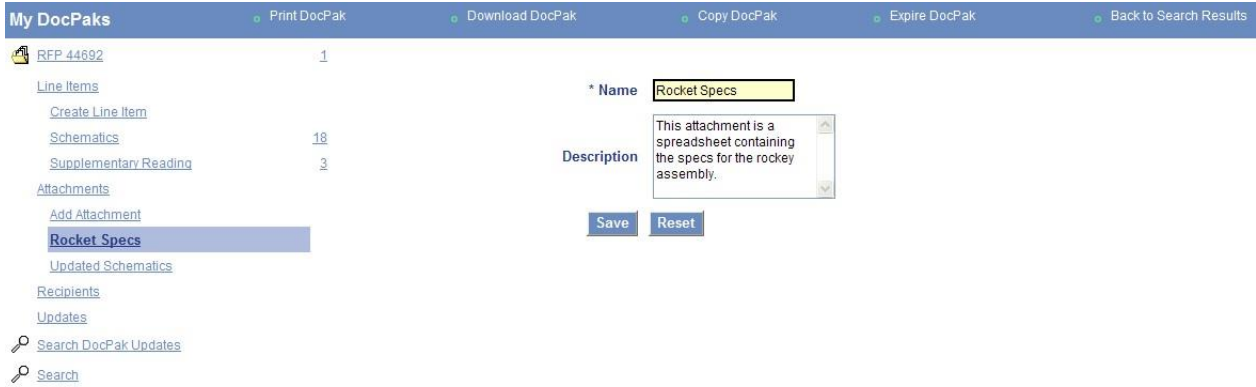 My DocPaks
Print DocPak
Download DocPak
Copy DocPak
Expire DocPak
Back to Search Results
RFP 44692 1
Line Items
Create Line Item
Schematics 18
Supplementary Reading 3
Attachments
Add Attachment
Rocket Specs
Updated Schematics
Recipients
Updates
Search DocPak Updates
Search
* Name Rocket Specs
Description
This attachment is a
spreadsheet containing
the specs for the rockey
assembly.
Save Reset